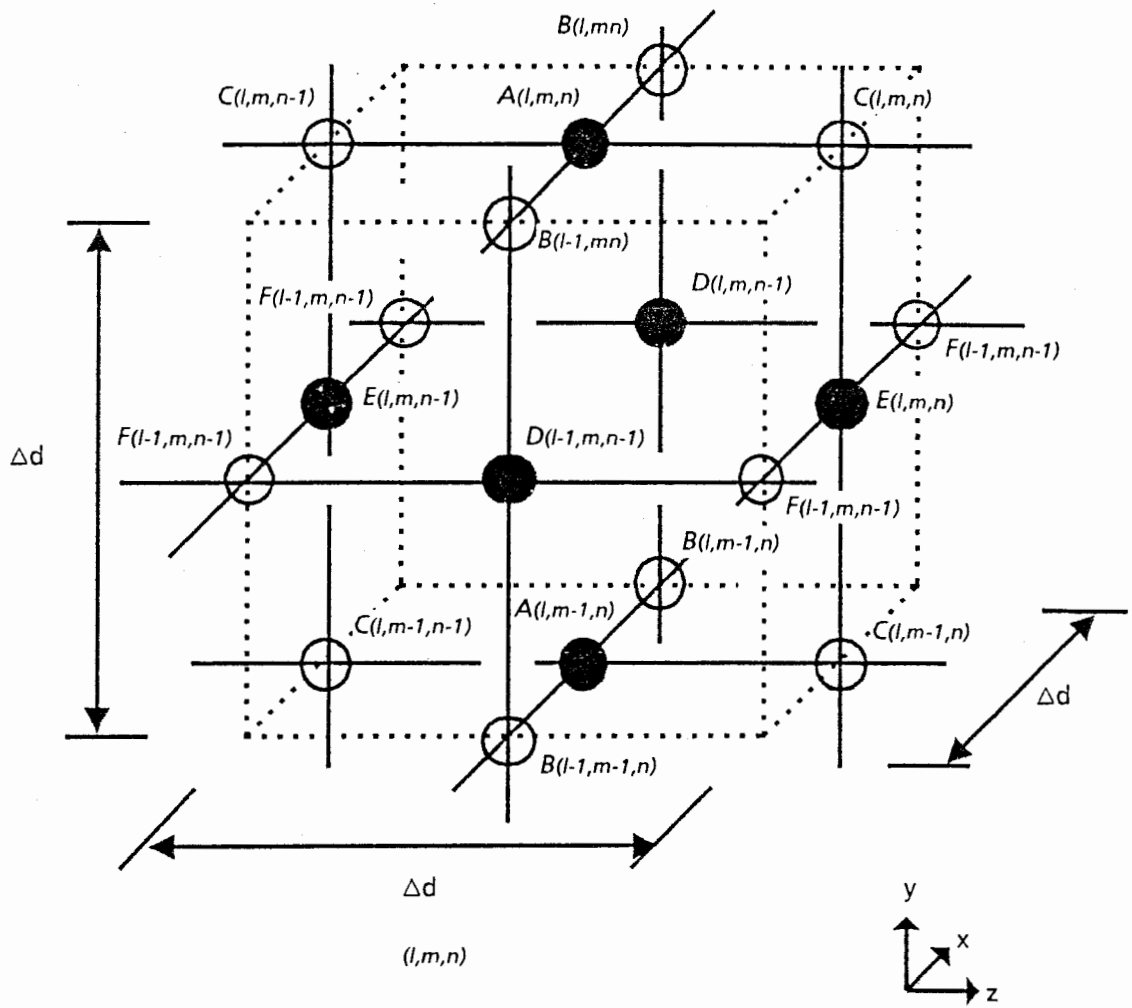 B(l,mn)
C(l,m,n-1)
A(l,m,n)
C(l,m,n)
B(l-1,mn)
F(l-1,m,n-1)
D(l,m,n-1)
F(l-1,m,n-1)
E(l,m,n-1)
E(l,m,n)
F(l-1,m,n-1)
D(l-1,m,n-1)
Δd
F(l-1,m,n-1)
B(l,m-1,n)
A(l,m-1,n)
C(l,m-1,n-1)
C(l,m-1,n)
Δd
B(l-1,m-1,n)
Δd
y
(l,m,n)
x
z